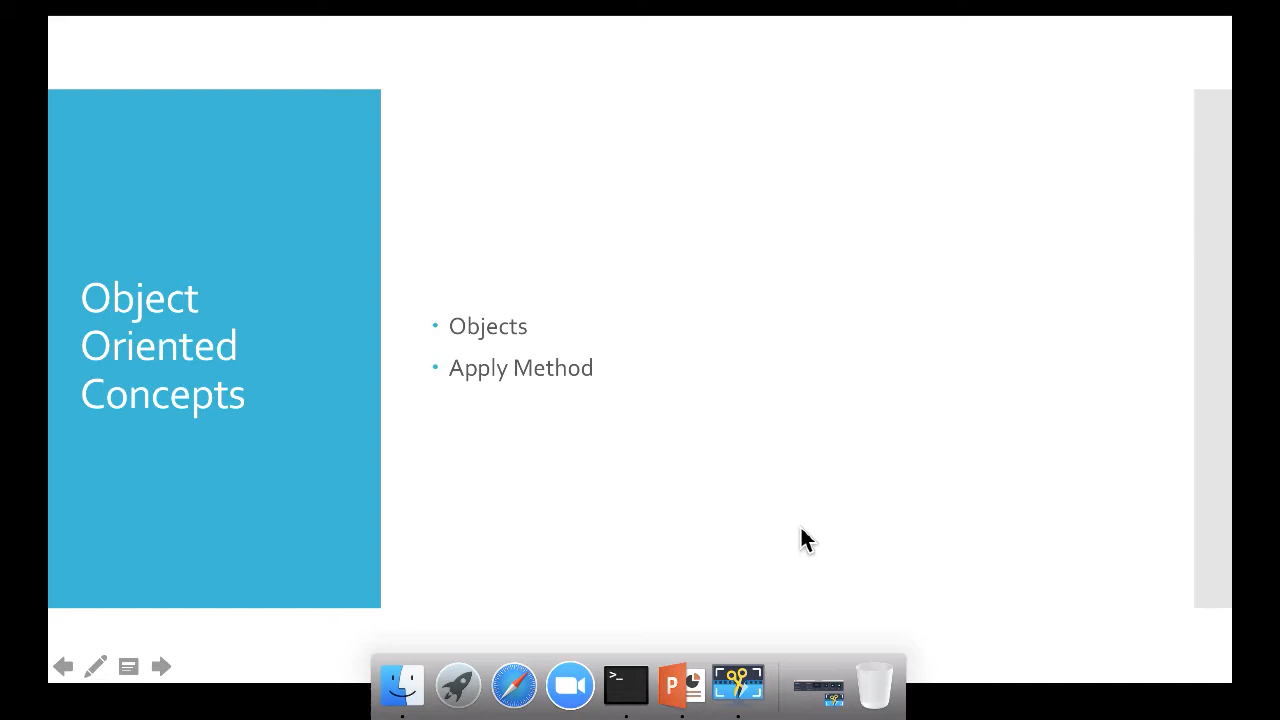 Object
Oriented
Concepts
• Objects
• Apply Method
>_
P